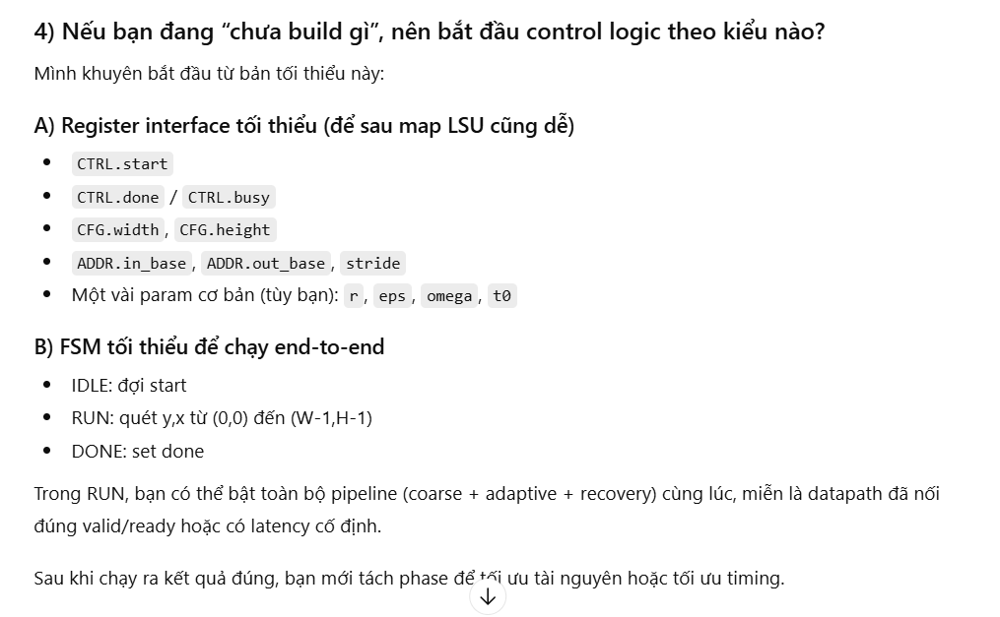 4) Nếu bạn đang “chưa build gì”, nên bắt đầu control logic theo kiểu nào?
Mình khuyên bắt đầu từ bản tối thiểu này:
A) Register interface tối thiểu (để sau map LSU cũng dễ)
CTRL.start
CTRL.done / CTRL.busy
CFG.width, CFG.height
ADDR.in_base, ADDR.out_base, stride
Một vài param cơ bản (tùy bạn): r, eps, omega, t0
B) FSM tối thiểu để chạy end-to-end
IDLE: đợi start
RUN: quét y,x từ (0,0) đến (W-1,H-1)
DONE: set done
Trong RUN, bạn có thể bật toàn bộ pipeline (coarse + adaptive + recovery) cùng lúc, miễn là datapath đã nối
đúng valid/ready hoặc có latency cố định.
Sau khi chạy ra kết quả đúng, bạn mới tách phase để tối ưu tài nguyên hoặc tối ưu timing.